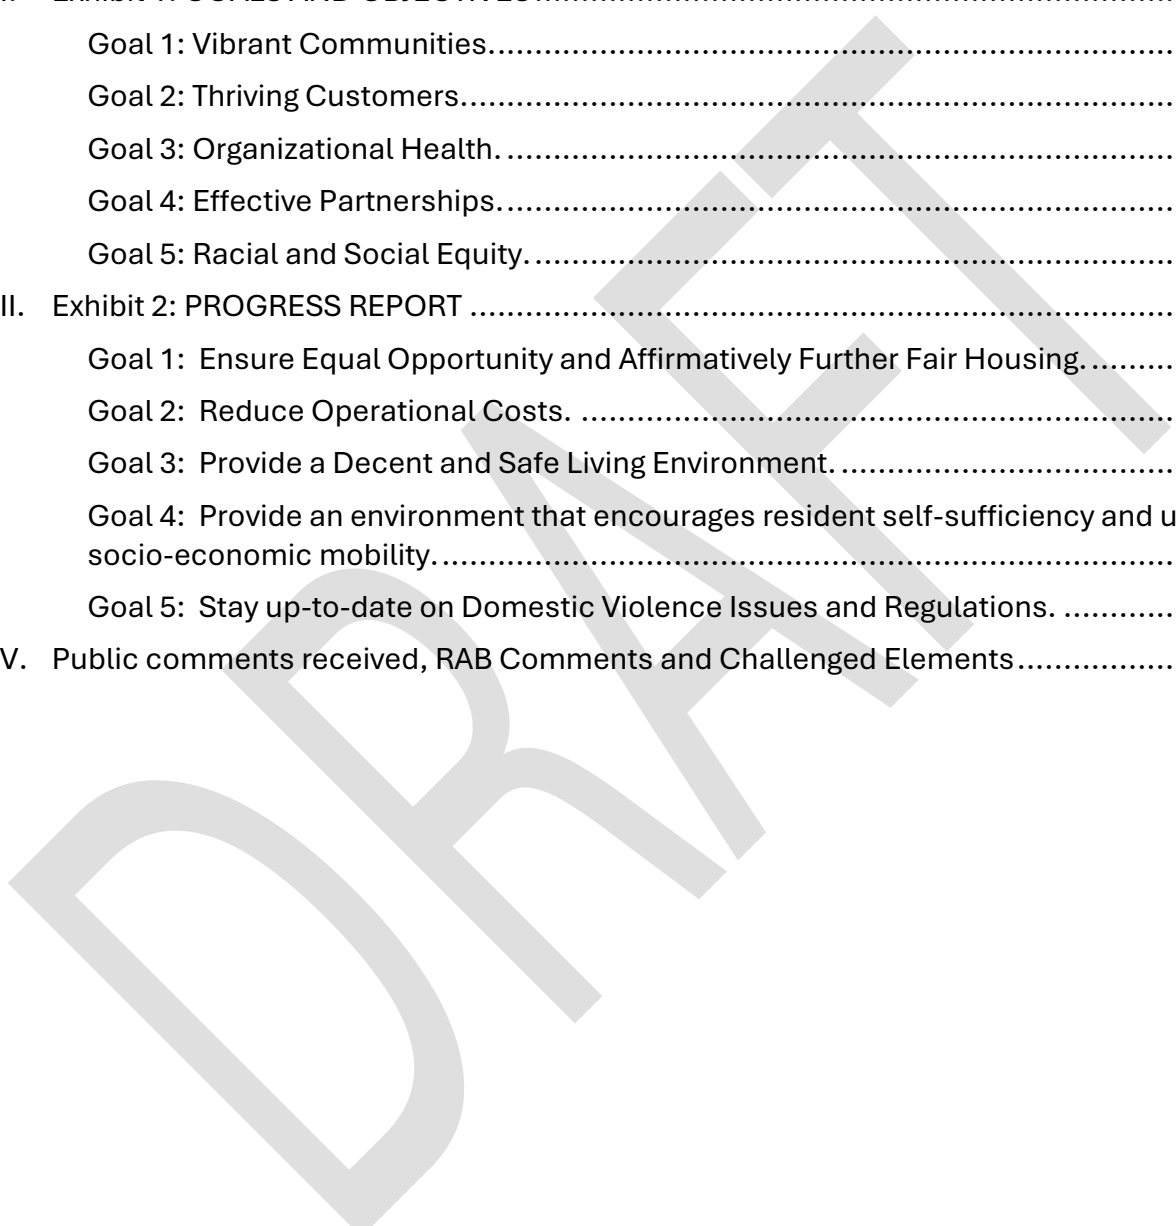 Goal 1: Vibrant Communities.....................................................................................
Goal 2: Thriving Customers........................................................................................
Goal 3: Organizational Health. ...................................................................................
Goal 4: Effective Partnerships....................................................................................
Goal 5: Racial and Social Equity. ................................................................................
II. Exhibit 2: PROGRESS REPORT .......................................................................................
Goal 1: Ensure Equal Opportunity and Affirmatively Further Fair Housing. .........
Goal 2: Reduce Operational Costs. ..........................................................................
Goal 3: Provide a Decent and Safe Living Environment. .........................................
Goal 4: Provide an environment that encourages resident self-sufficiency and
socio-economic mobility. ..........................................................................................
Goal 5: Stay up-to-date on Domestic Violence Issues and Regulations. .............
V. Public comments received, RAB Comments and Challenged Elements...................
DRAFT